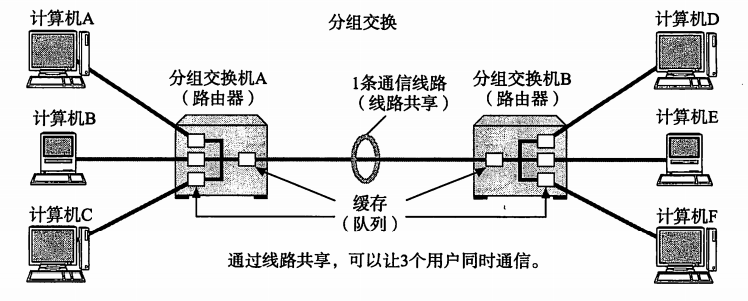 分组交换
计算机A
计算机D
分组交换机A
（路由器）
1条通信线路
（线路共享）
分组交换机B
（路由器）
计算机B
计算机E
计算机C
缓存
（队列）
计算机F
通过线路共享，可以让3个用户同时通信。